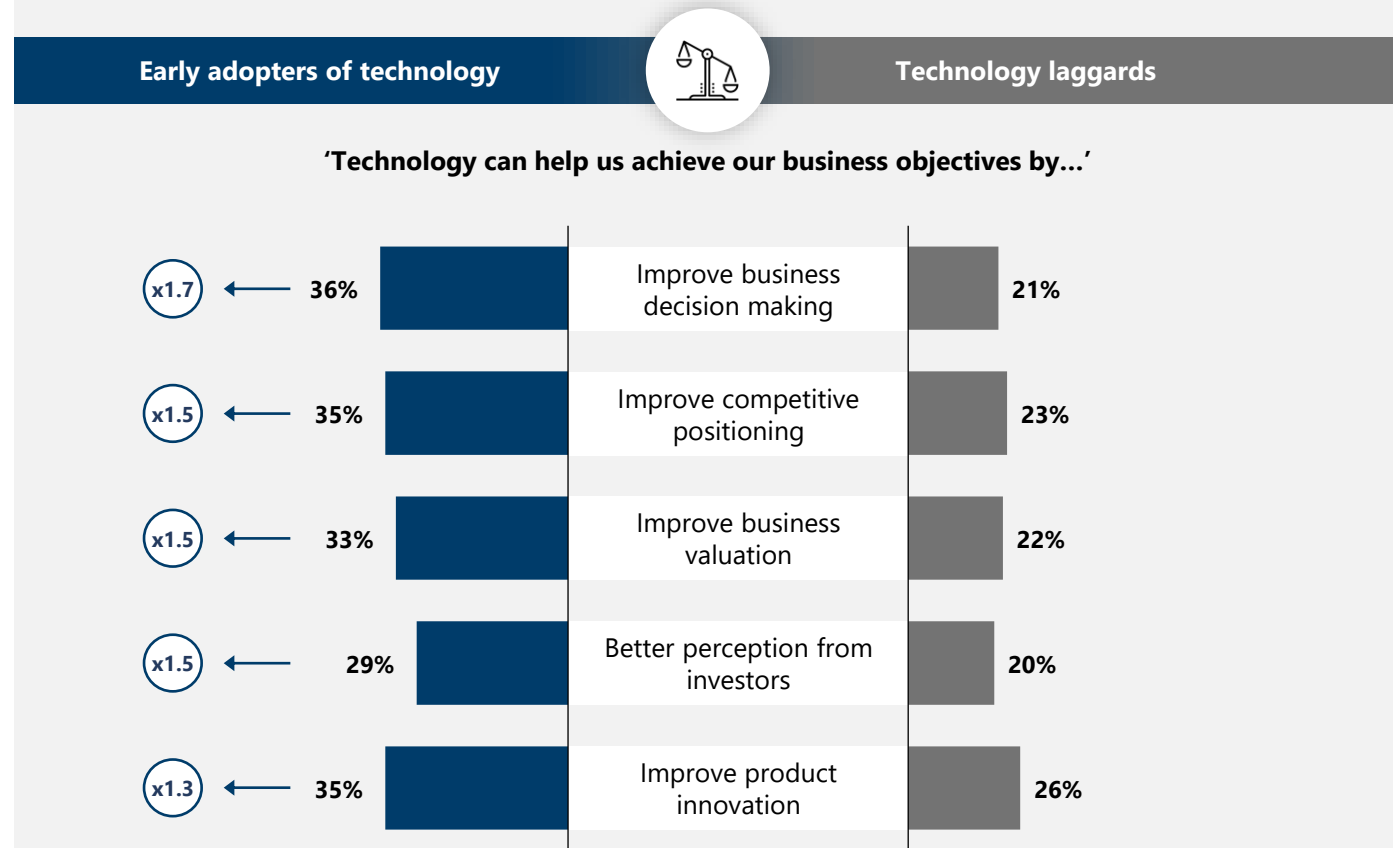 Early adopters of technology
Technology laggards
‘Technology can help us achieve our business objectives by…’
x1.7
36%
Improve business
decision making
21%
x1.5
35%
Improve competitive
positioning
23%
x1.5
33%
Improve business
valuation
22%
x1.5
29%
Better perception from
investors
20%
x1.3
35%
Improve product
innovation
26%